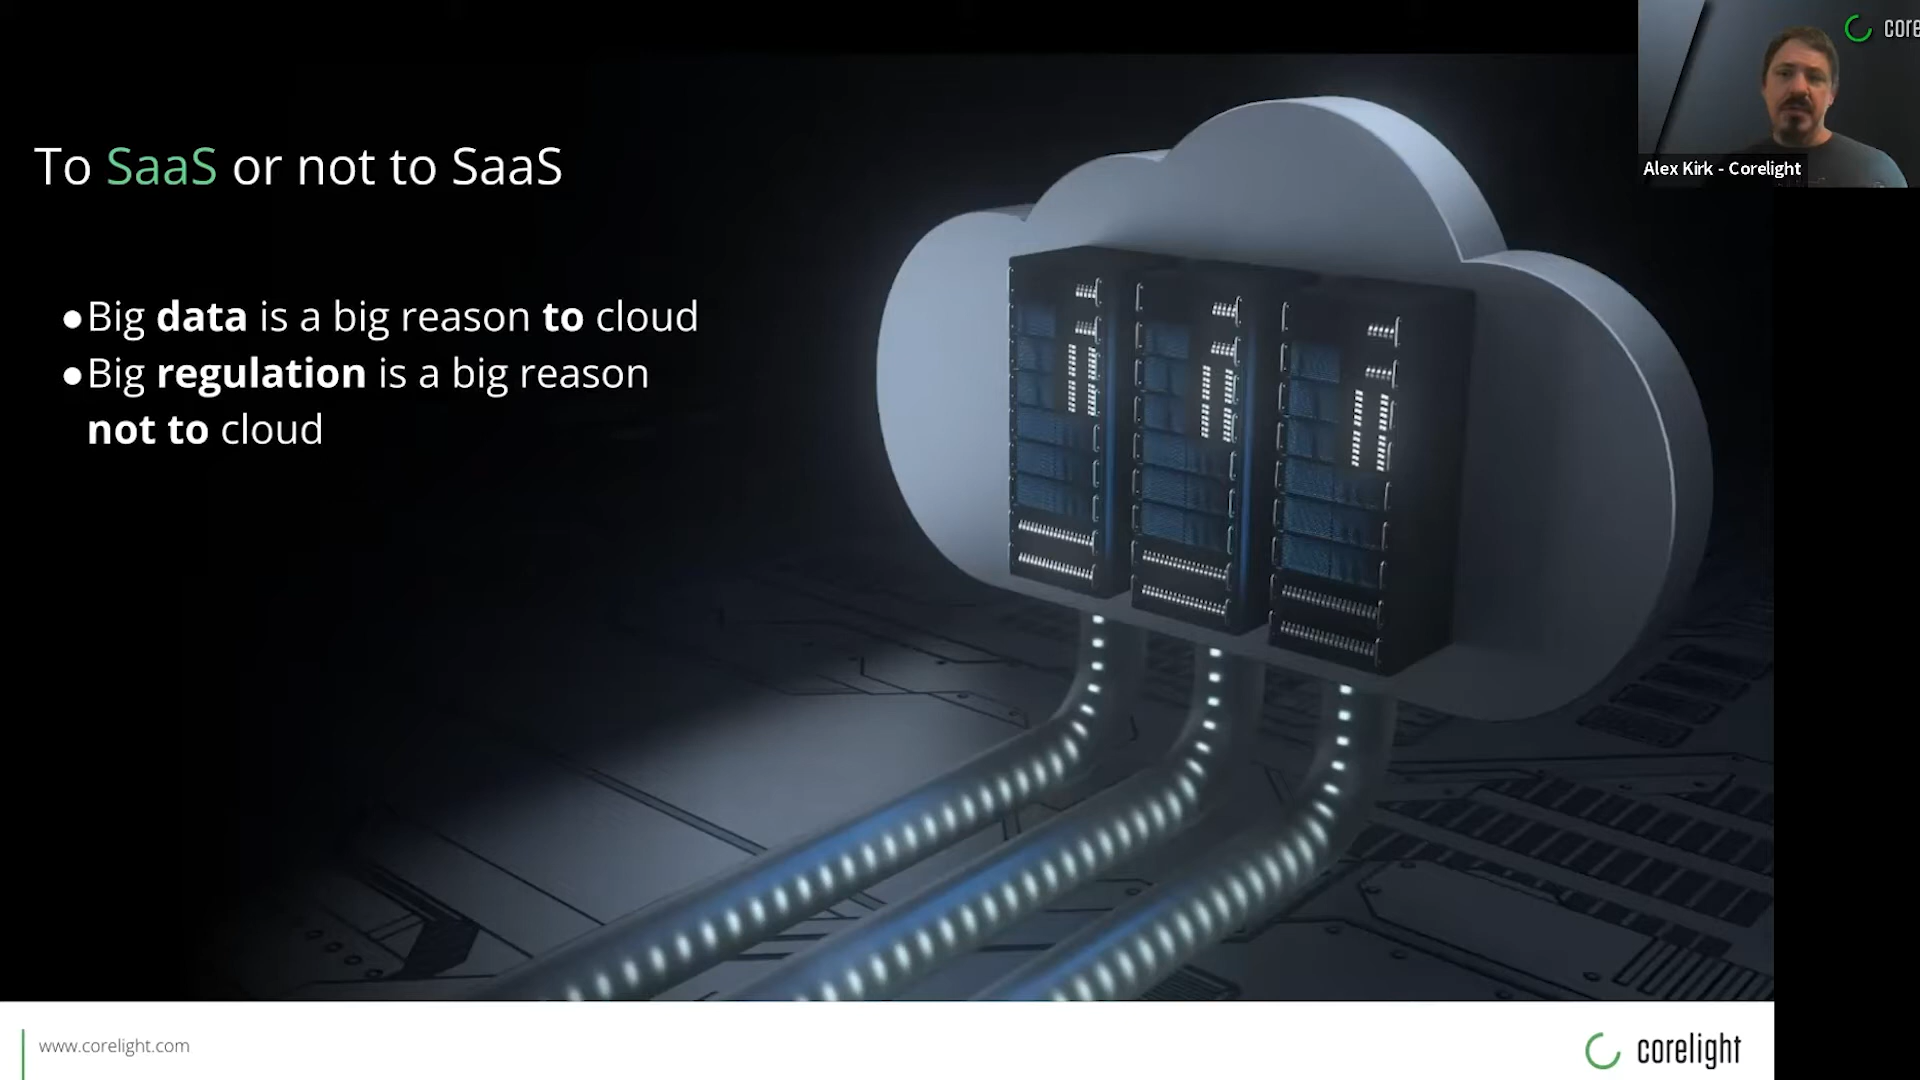 To SaaS or not to SaaS
●Big data is a big reason to cloud
●Big regulation is a big reason
not to cloud
core
Alex Kirk - Corelight
www.corelight.com
corelight